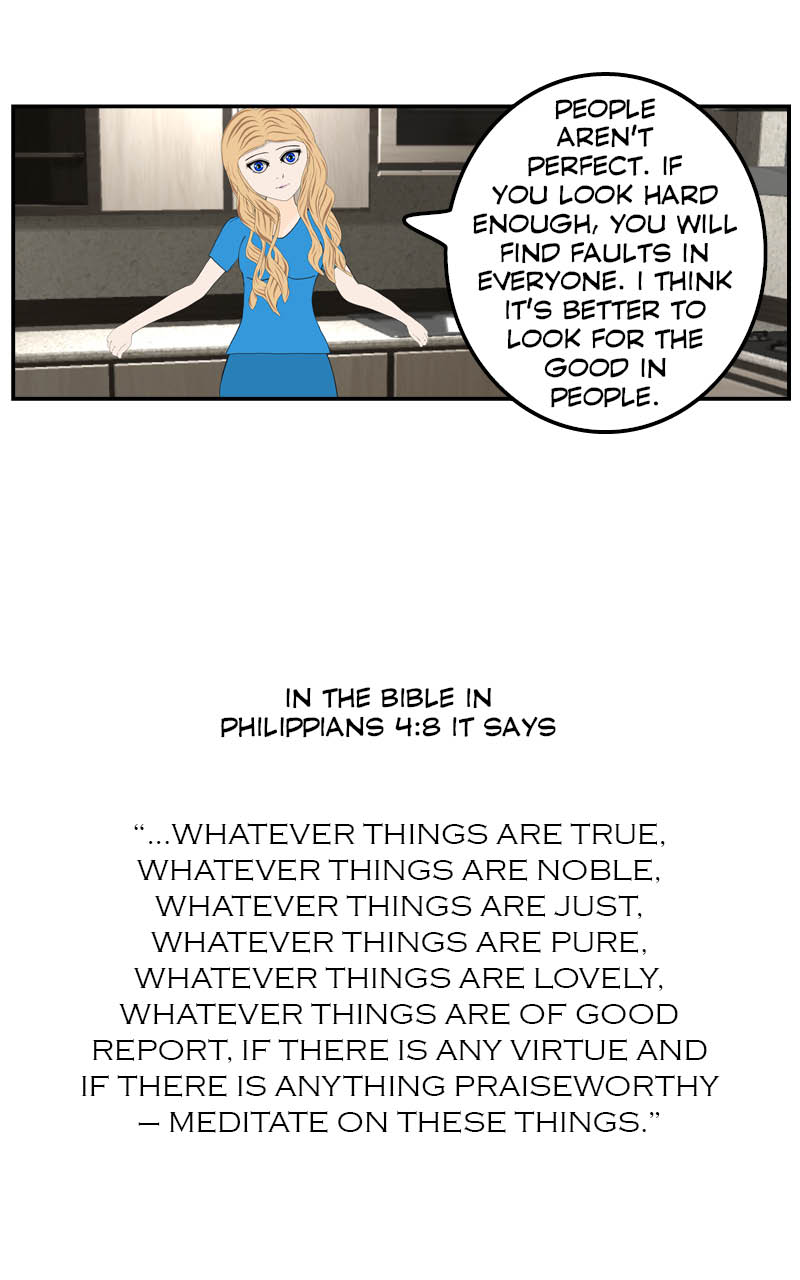 PEOPLE
AREN'T
PERFECT. IF
YOU LOOK HARD
ENOUGH, YOU WILL
FIND FAULTS IN
EVERYONE. I THINK
IT'S BETTER TO
LOOK FOR THE
GOOD IN
PEOPLE.
IN THE BIBLE IN
PHILIPPIANS 4:8 IT SAYS
“...WHATEVER THINGS ARE TRUE,
WHATEVER THINGS ARE NOBLE,
WHATEVER THINGS ARE JUST,
WHATEVER THINGS ARE PURE,
WHATEVER THINGS ARE LOVELY,
WHATEVER THINGS ARE OF GOOD
REPORT, IF THERE IS ANY VIRTUE AND
IF THERE IS ANYTHING PRAISEWORTHY
– MEDITATE ON THESE THINGS.”